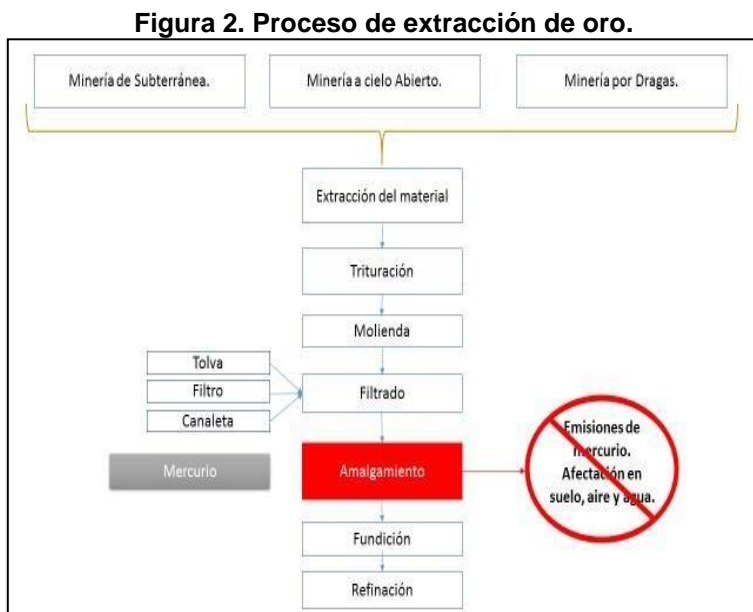 Figura 2. Proceso de extracción de oro.
Minería de Subterránea.
Minería a cielo Abierto.
Minería por Dragas.
Extracción del material
Trituración
Molienda
Tolva
Filtro
Canaleta
Filtrado
Mercurio
Amalgamiento
Emisiones de
mercurio.
Afectación en
suelo, aire y agua.
Fundición
Refinación